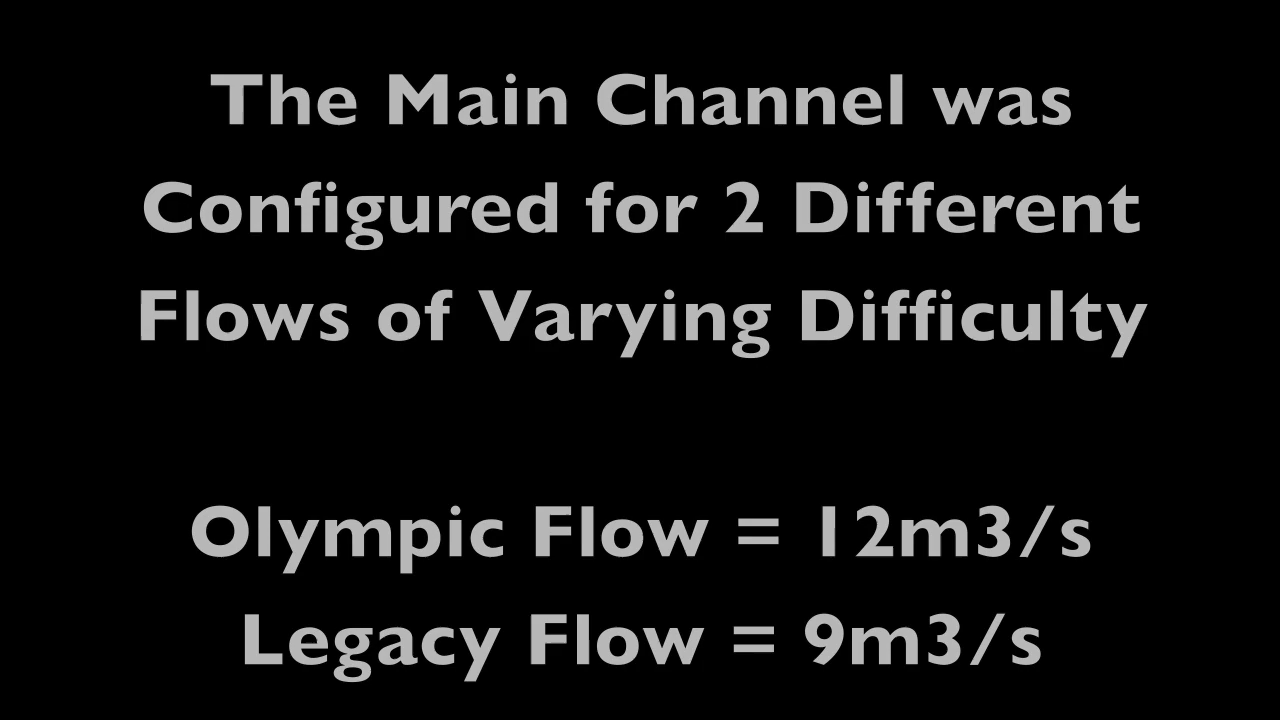 The Main Channel was
Configured for 2 Different
Flows of Varying Difficulty
Olympic Flow = 12m3/s
Legacy Flow = 9m3/s